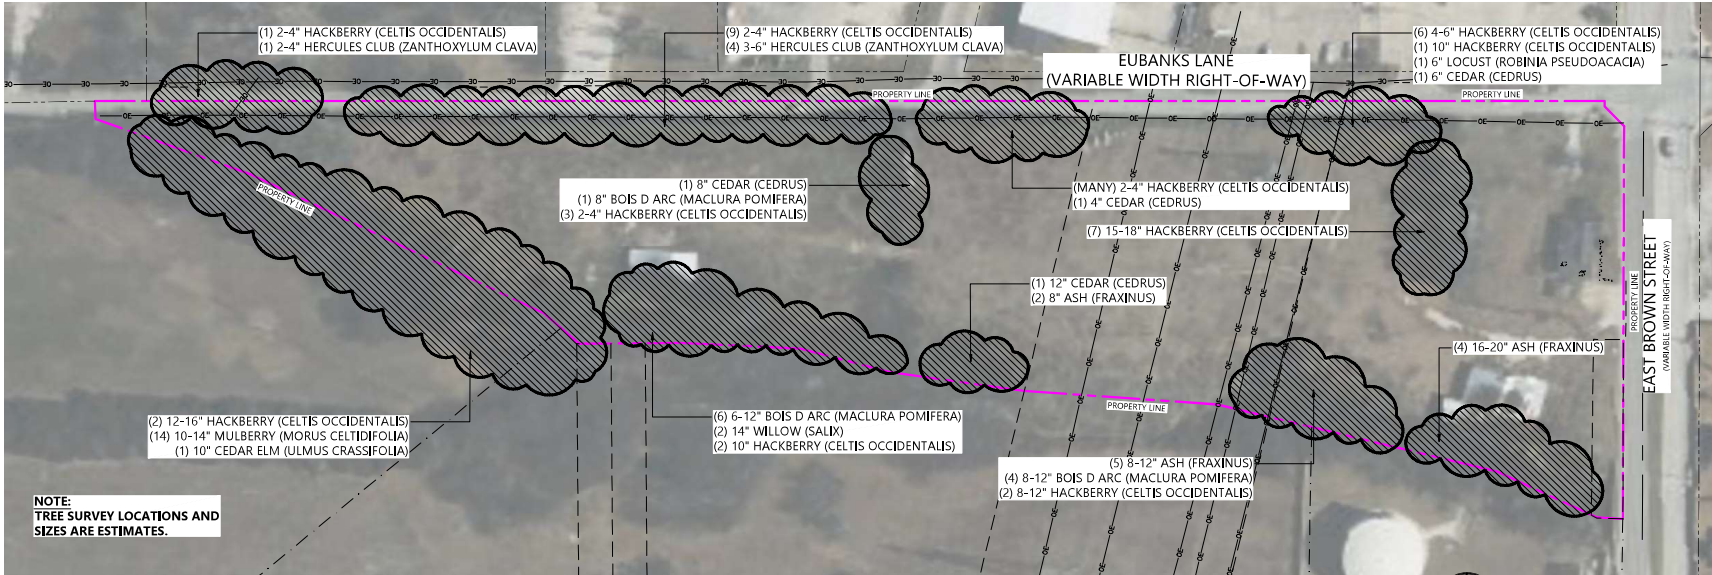 (1) 2-4" HACKBERRY (CELTIS OCCIDENTALIS)
(1) 2-4" HERCULES CLUB (ZANTHOXYLUM CLAVA)
(9) 2-4" HACKBERRY (CELTIS OCCIDENTALIS)
(4) 3-6" HERCULES CLUB (ZANTHOXYLUM CLAVA)
EUBANKS LANE
(VARIABLE WIDTH RIGHT-OF-WAY)
(6) 4-6" HACKBERRY (CELTIS OCCIDENTALIS)
(1) 10" HACKBERRY (CELTIS OCCIDENTALIS)
(1) 6" LOCUST (ROBINIA PSEUDOACACIA)
(1) 6" CEDAR (CEDRUS)
PROPERTY LINE
PROPERTY LINE
PROPERTY LINE
(1) 8" CEDAR (CEDRUS)
(1) 8" BOIS D ARC (MACLURA POMIFERA)
(3) 2-4" HACKBERRY (CELTIS OCCIDENTALIS)
(MANY) 2-4" HACKBERRY (CELTIS OCCIDENTALIS)
(1) 4" CEDAR (CEDRUS)
(7) 15-18" HACKBERRY (CELTIS OCCIDENTALIS)
(1) 12" CEDAR (CEDRUS)
(2) 8" ASH (FRAXINUS)
PROPERTY LINE
EAST BROWN STREET
(VARIABLE WIDTH RIGHT-OF-WAY)
(4) 16-20" ASH (FRAXINUS)
PROPERTY LINE
(2) 12-16" HACKBERRY (CELTIS OCCIDENTALIS)
(14) 10-14" MULBERRY (MORUS CELTIDIFOLIA)
(1) 10" CEDAR ELM (ULMUS CRASSIFOLIA)
(6) 6-12" BOIS D ARC (MACLURA POMIFERA)
(2) 14" WILLOW (SALIX)
(2) 10" HACKBERRY (CELTIS OCCIDENTALIS)
(5) 8-12" ASH (FRAXINUS)
(4) 8-12" BOIS D ARC (MACLURA POMIFERA)
(2) 8-12" HACKBERRY (CELTIS OCCIDENTALIS)
NOTE:
TREE SURVEY LOCATIONS AND
SIZES ARE ESTIMATES.